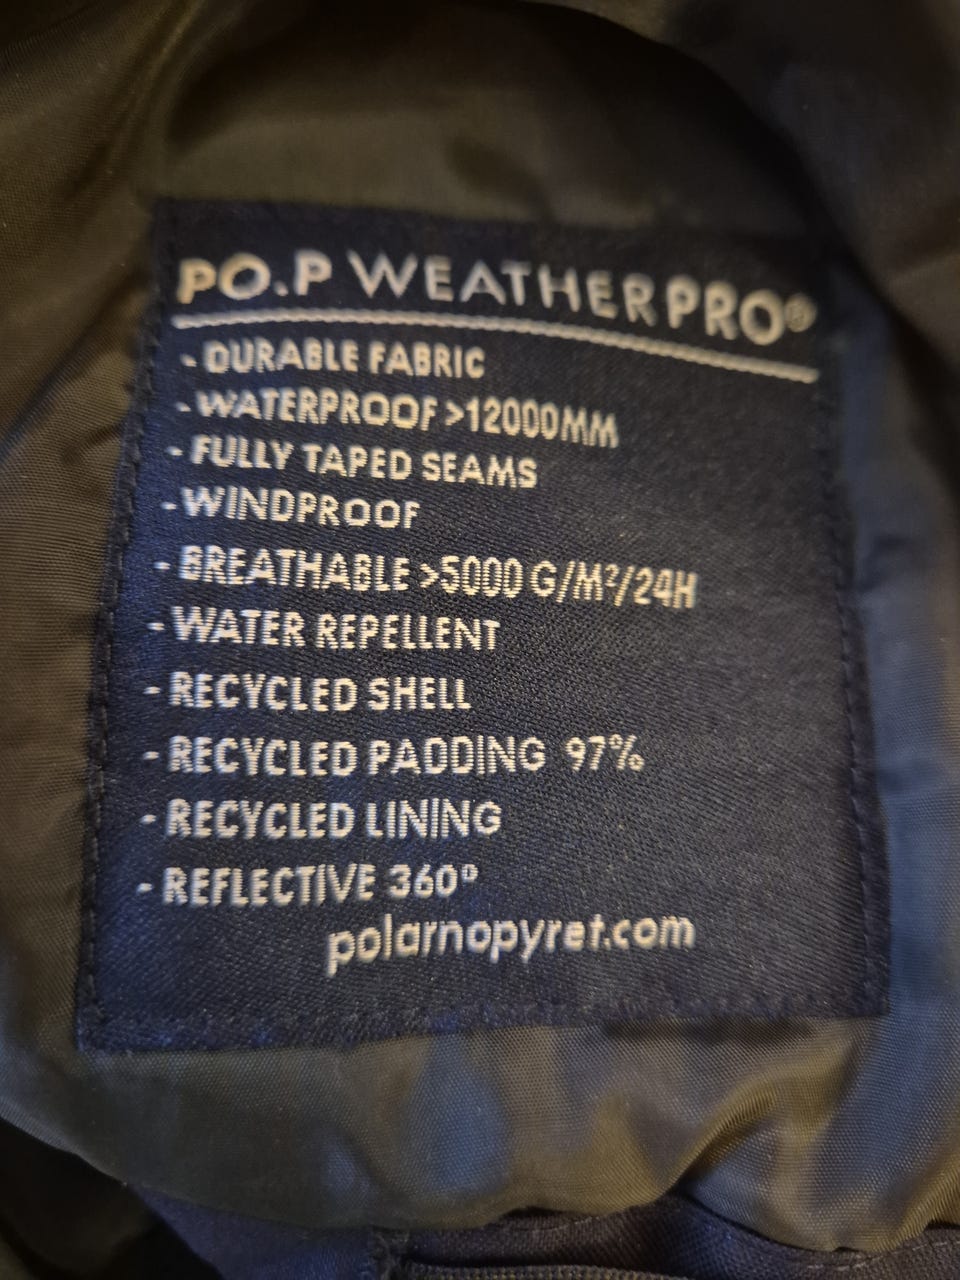 PO.P WEATHERPRO®
- DURABLE FABRIC
- WATERPROOF >12000MM
- FULLY TAPED SEAMS
- WINDPROOF
- BREATHABLE >5000 G/M²/24H
- WATER REPELLENT
- RECYCLED SHELL
- RECYCLED PADDING 97%
- RECYCLED LINING
- REFLECTIVE 360°
polarnopyret.com